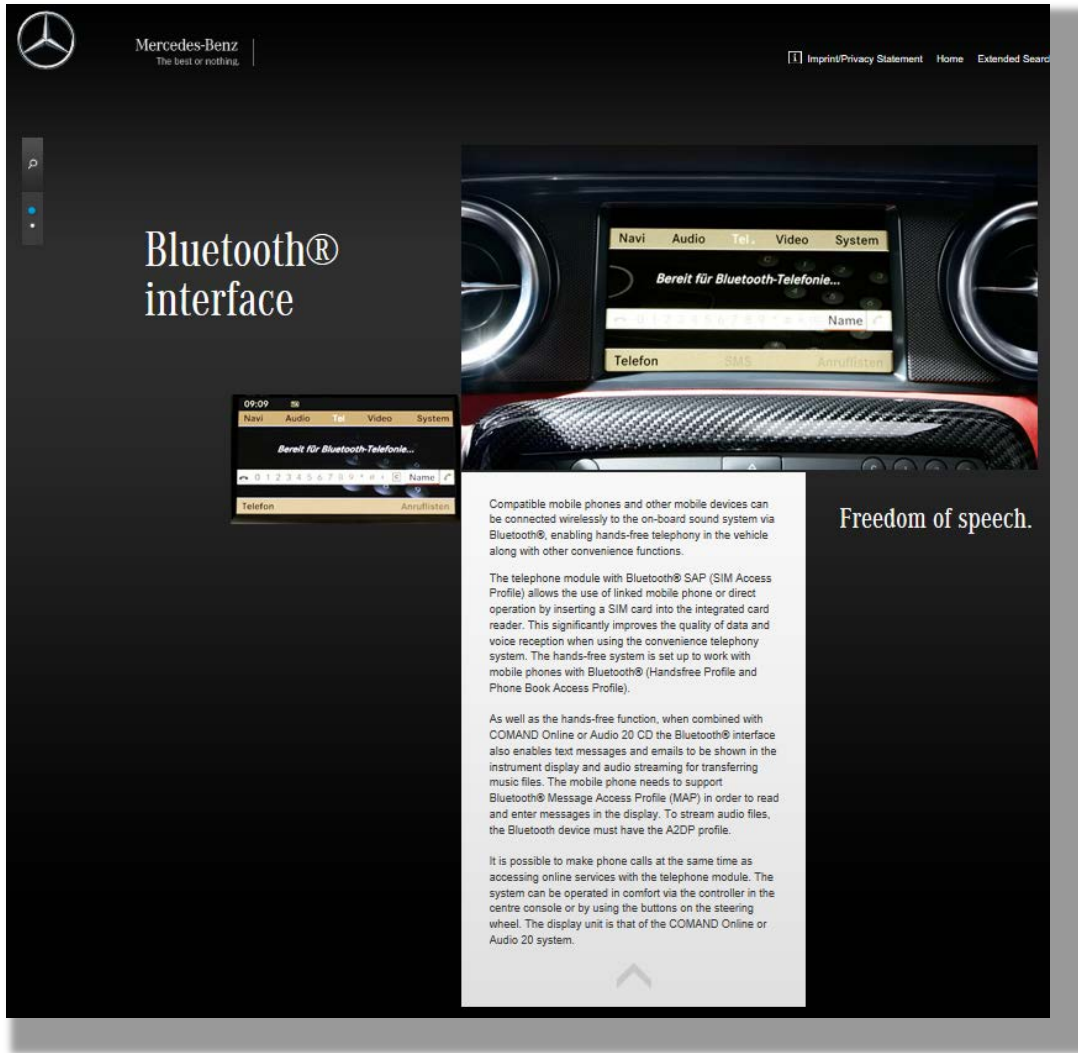 Mercedes-Benz
The best or nothing.
Imprint/Privacy Statement Home Extended Searc
Bluetooth®
interface
Navi Audio Tel Video System
Bereit für Bluetooth-Telefonie...
Name
Telefon SMS Anruflisten
09:09
Navi Audio Tel Video System
Bereit für Bluetooth-Telefonie...
0 1 2 3 4 5 6 7 8 9 * # + C Name
Telefon Anruflisten
Compatible mobile phones and other mobile devices can
be connected wirelessly to the on-board sound system via
Bluetooth®, enabling hands-free telephony in the vehicle
along with other convenience functions.
Freedom of speech.
The telephone module with Bluetooth® SAP (SIM Access
Profile) allows the use of linked mobile phone or direct
operation by inserting a SIM card into the integrated card
reader. This significantly improves the quality of data and
voice reception when using the convenience telephony
system. The hands-free system is set up to work with
mobile phones with Bluetooth® (Handsfree Profile and
Phone Book Access Profile).
As well as the hands-free function, when combined with
COMAND Online or Audio 20 CD the Bluetooth® interface
also enables text messages and emails to be shown in the
instrument display and audio streaming for transferring
music files. The mobile phone needs to support
Bluetooth® Message Access Profile (MAP) in order to read
and enter messages in the display. To stream audio files,
the Bluetooth device must have the A2DP profile.
It is possible to make phone calls at the same time as
accessing online services with the telephone module. The
system can be operated in comfort via the controller in the
centre console or by using the buttons on the steering
wheel. The display unit is that of the COMAND Online or
Audio 20 system.